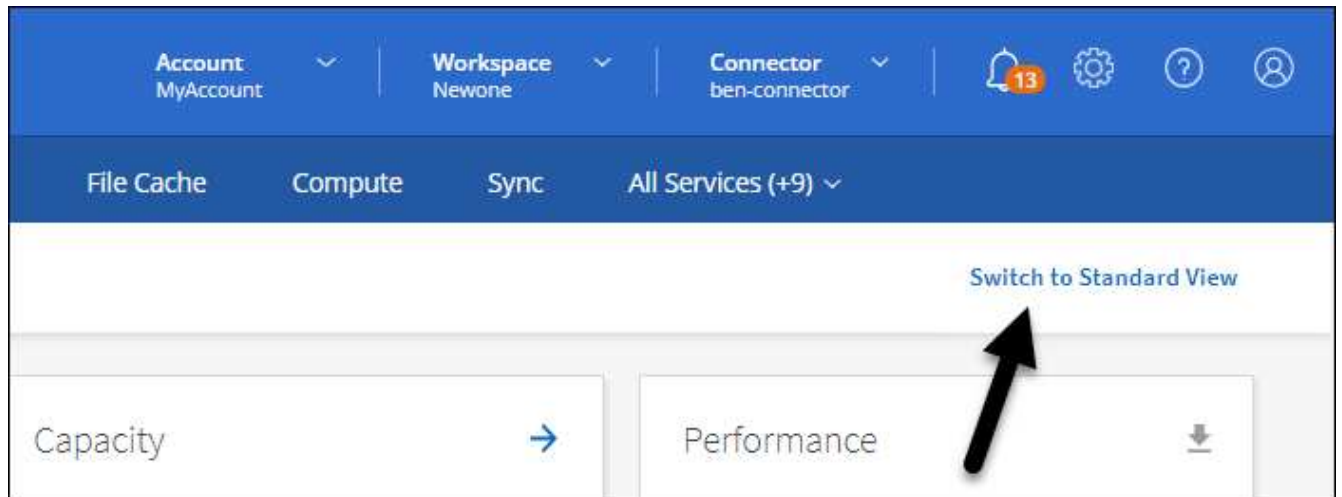 Account
MyAccount
Workspace
Newone
Connector
ben-connector
13
File Cache
Compute
Sync
All Services (+9)
Switch to Standard View
Capacity
Performance